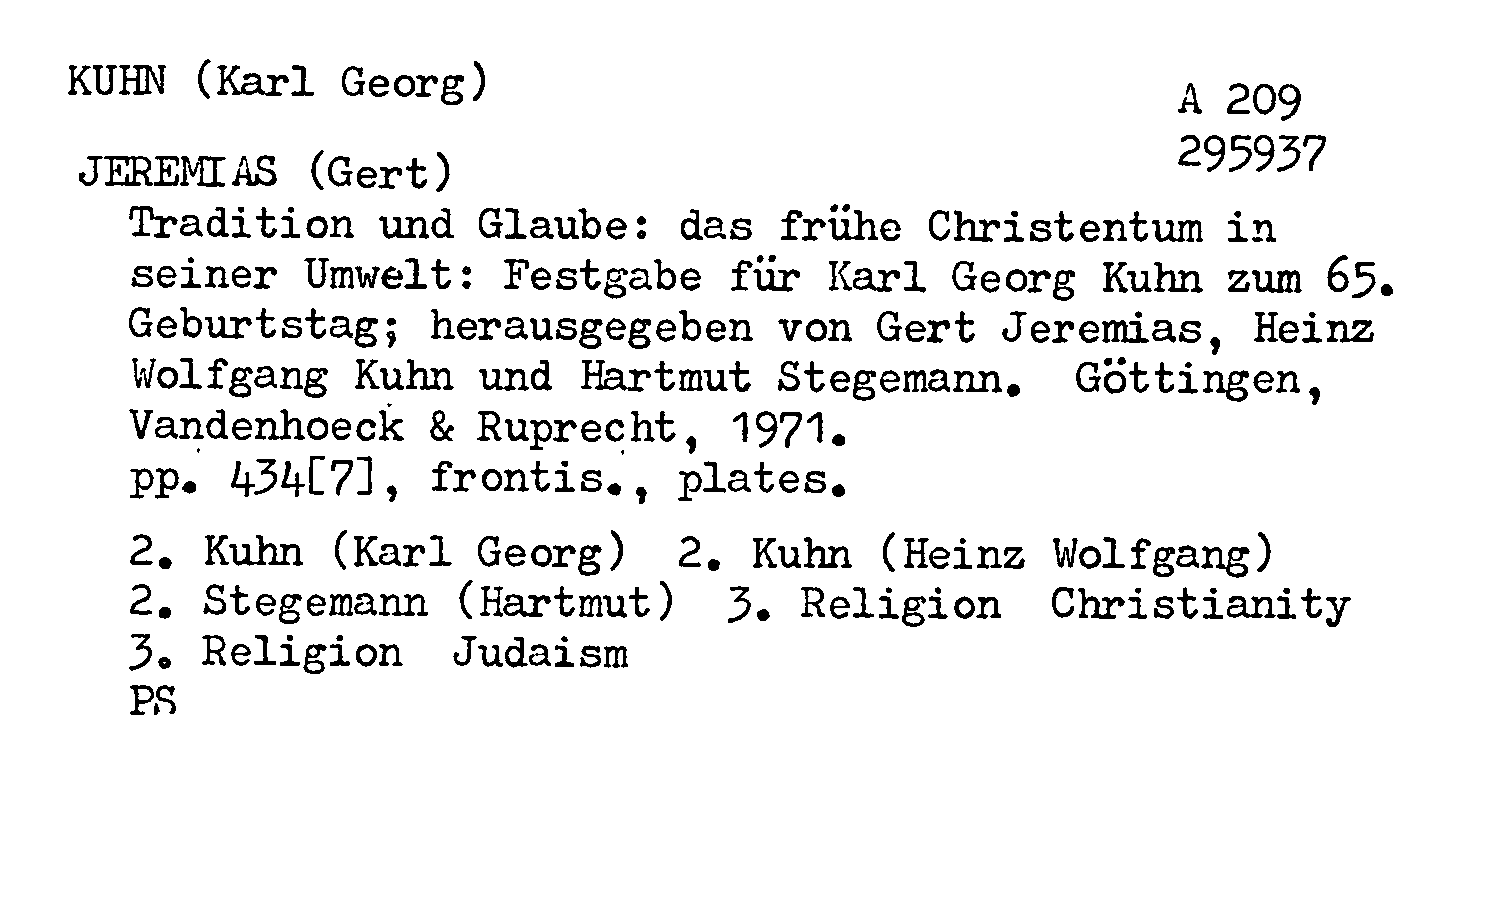 KUHN (Karl Georg)
A 209
295937
JEREMIAS (Gert)
Tradition und Glaube: das frühe Christentum in
seiner Umwelt: Festgabe für Karl Georg Kuhn zum 65.
Geburtstag; herausgegeben von Gert Jeremias, Heinz
Wolfgang Kuhn und Hartmut Stegemann. Göttingen,
Vandenhoeck & Ruprecht, 1971.
pp. 434[7], frontis., plates.
2. Kuhn (Karl Georg) 2. Kuhn (Heinz Wolfgang)
2. Stegemann (Hartmut) 3. Religion Christianity
3. Religion Judaism
PS